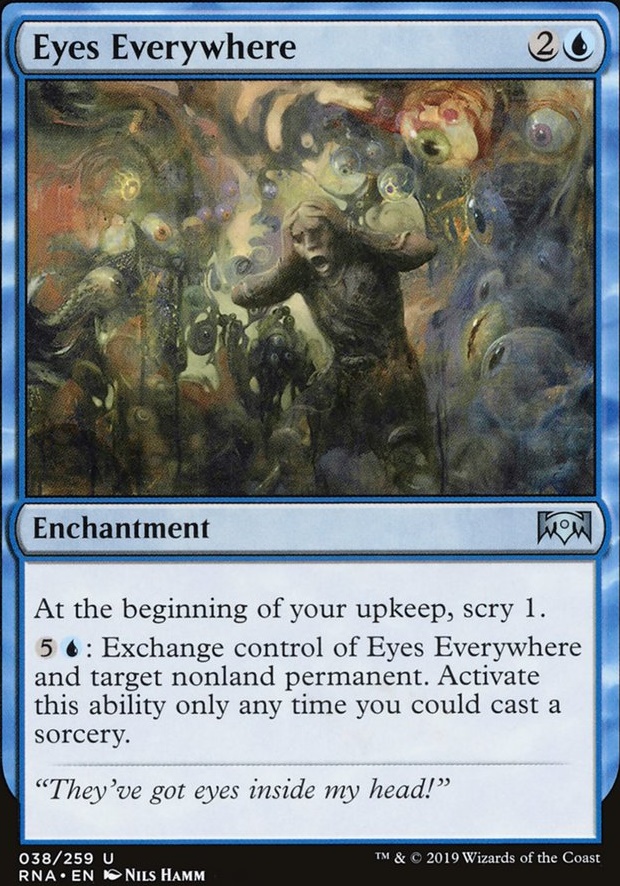 Eyes Everywhere 2
Enchantment
At the beginning of your upkeep, scry 1.
5 : Exchange control of Eyes Everywhere
and target nonland permanent. Activate
this ability only any time you could cast a
sorcery.
“They’ve got eyes inside my head!”
038/259 U
RNA • EN Nils Hamm
™ & © 2019 Wizards of the Coast